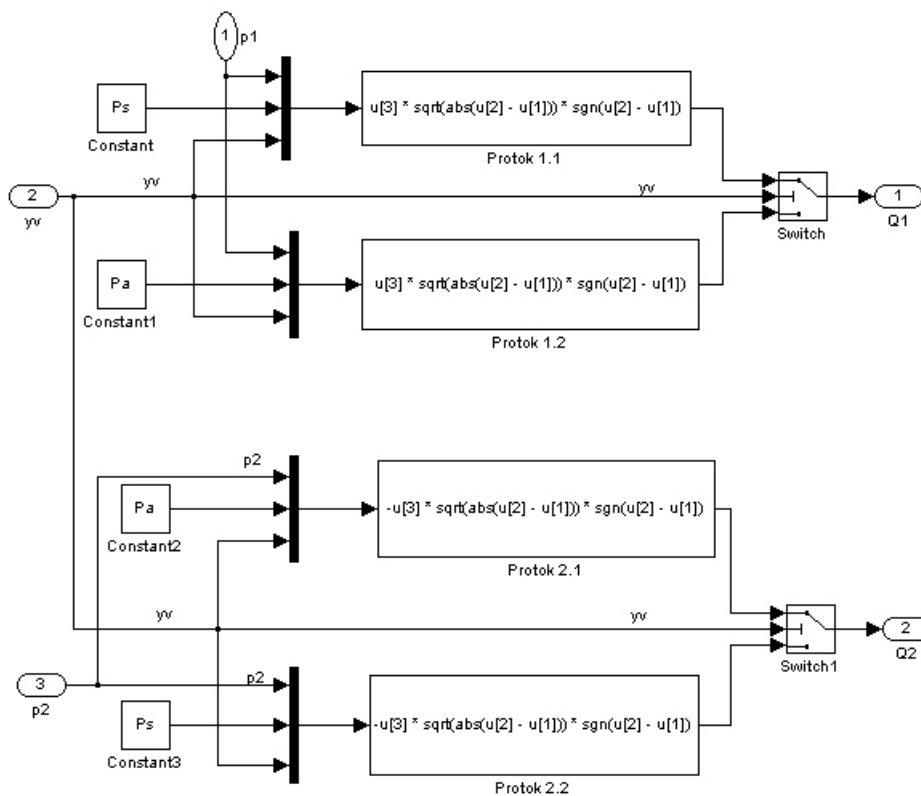 1
p1
Ps
u[3] * sqrt(abs(u[2] - u[1])) * sgn(u[2] - u[1])
Constant
Protok 1.1
2
yv
yv
yv
1
Q1
Switch
Pa
u[3] * sqrt(abs(u[2] - u[1])) * sgn(u[2] - u[1])
Constant1
Protok 1.2
p2
Pa
-u[3] * sqrt(abs(u[2] - u[1])) * sgn(u[2] - u[1])
Constant2
Protok 2.1
yv
yv
2
Q2
Switch1
3
p2
p2
Ps
-u[3] * sqrt(abs(u[2] - u[1])) * sgn(u[2] - u[1])
Constant3
Protok 2.2